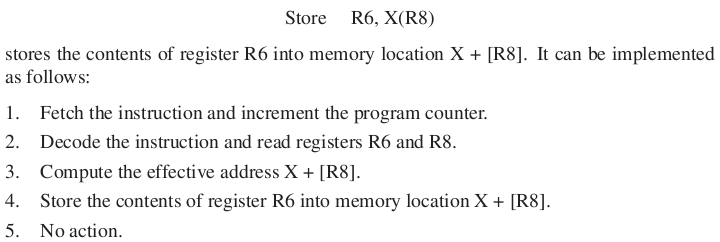 Store R6, X(R8)
stores the contents of register R6 into memory location X + [R8]. It can be implemented
as follows:
1. Fetch the instruction and increment the program counter.
2. Decode the instruction and read registers R6 and R8.
3. Compute the effective address X + [R8].
4. Store the contents of register R6 into memory location X + [R8].
5. No action.